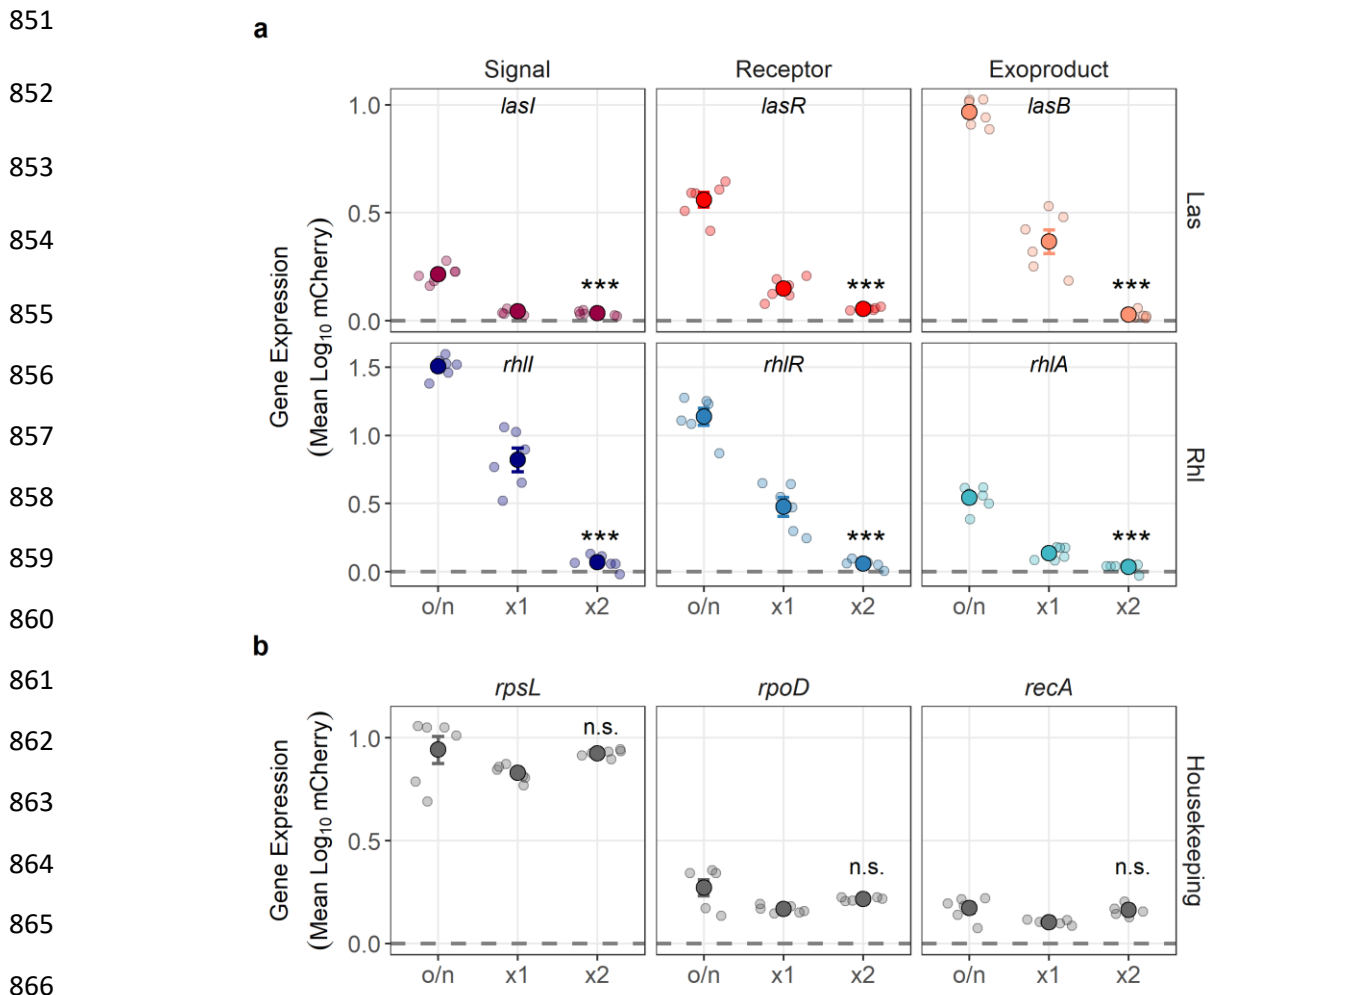 851
a
Signal Receptor Exoproduct
852
1.0 lasI lasR lasB
853
Las
0.5
854
*** *** ***
855
0.0
Gene Expression
(Mean Log10 mCherry)
856
1.5 rhlI rhlR rhlA
857
1.0
Rhl
858
0.5
*** *** ***
859
0.0
o/n x1 x2 o/n x1 x2 o/n x1 x2
860
b
861
rpsL rpoD recA
862
n.s.
1.0
863
Housekeeping
Gene Expression
(Mean Log10 mCherry)
0.5
864
n.s. n.s.
865
0.0
o/n x1 x2 o/n x1 x2 o/n x1 x2
866